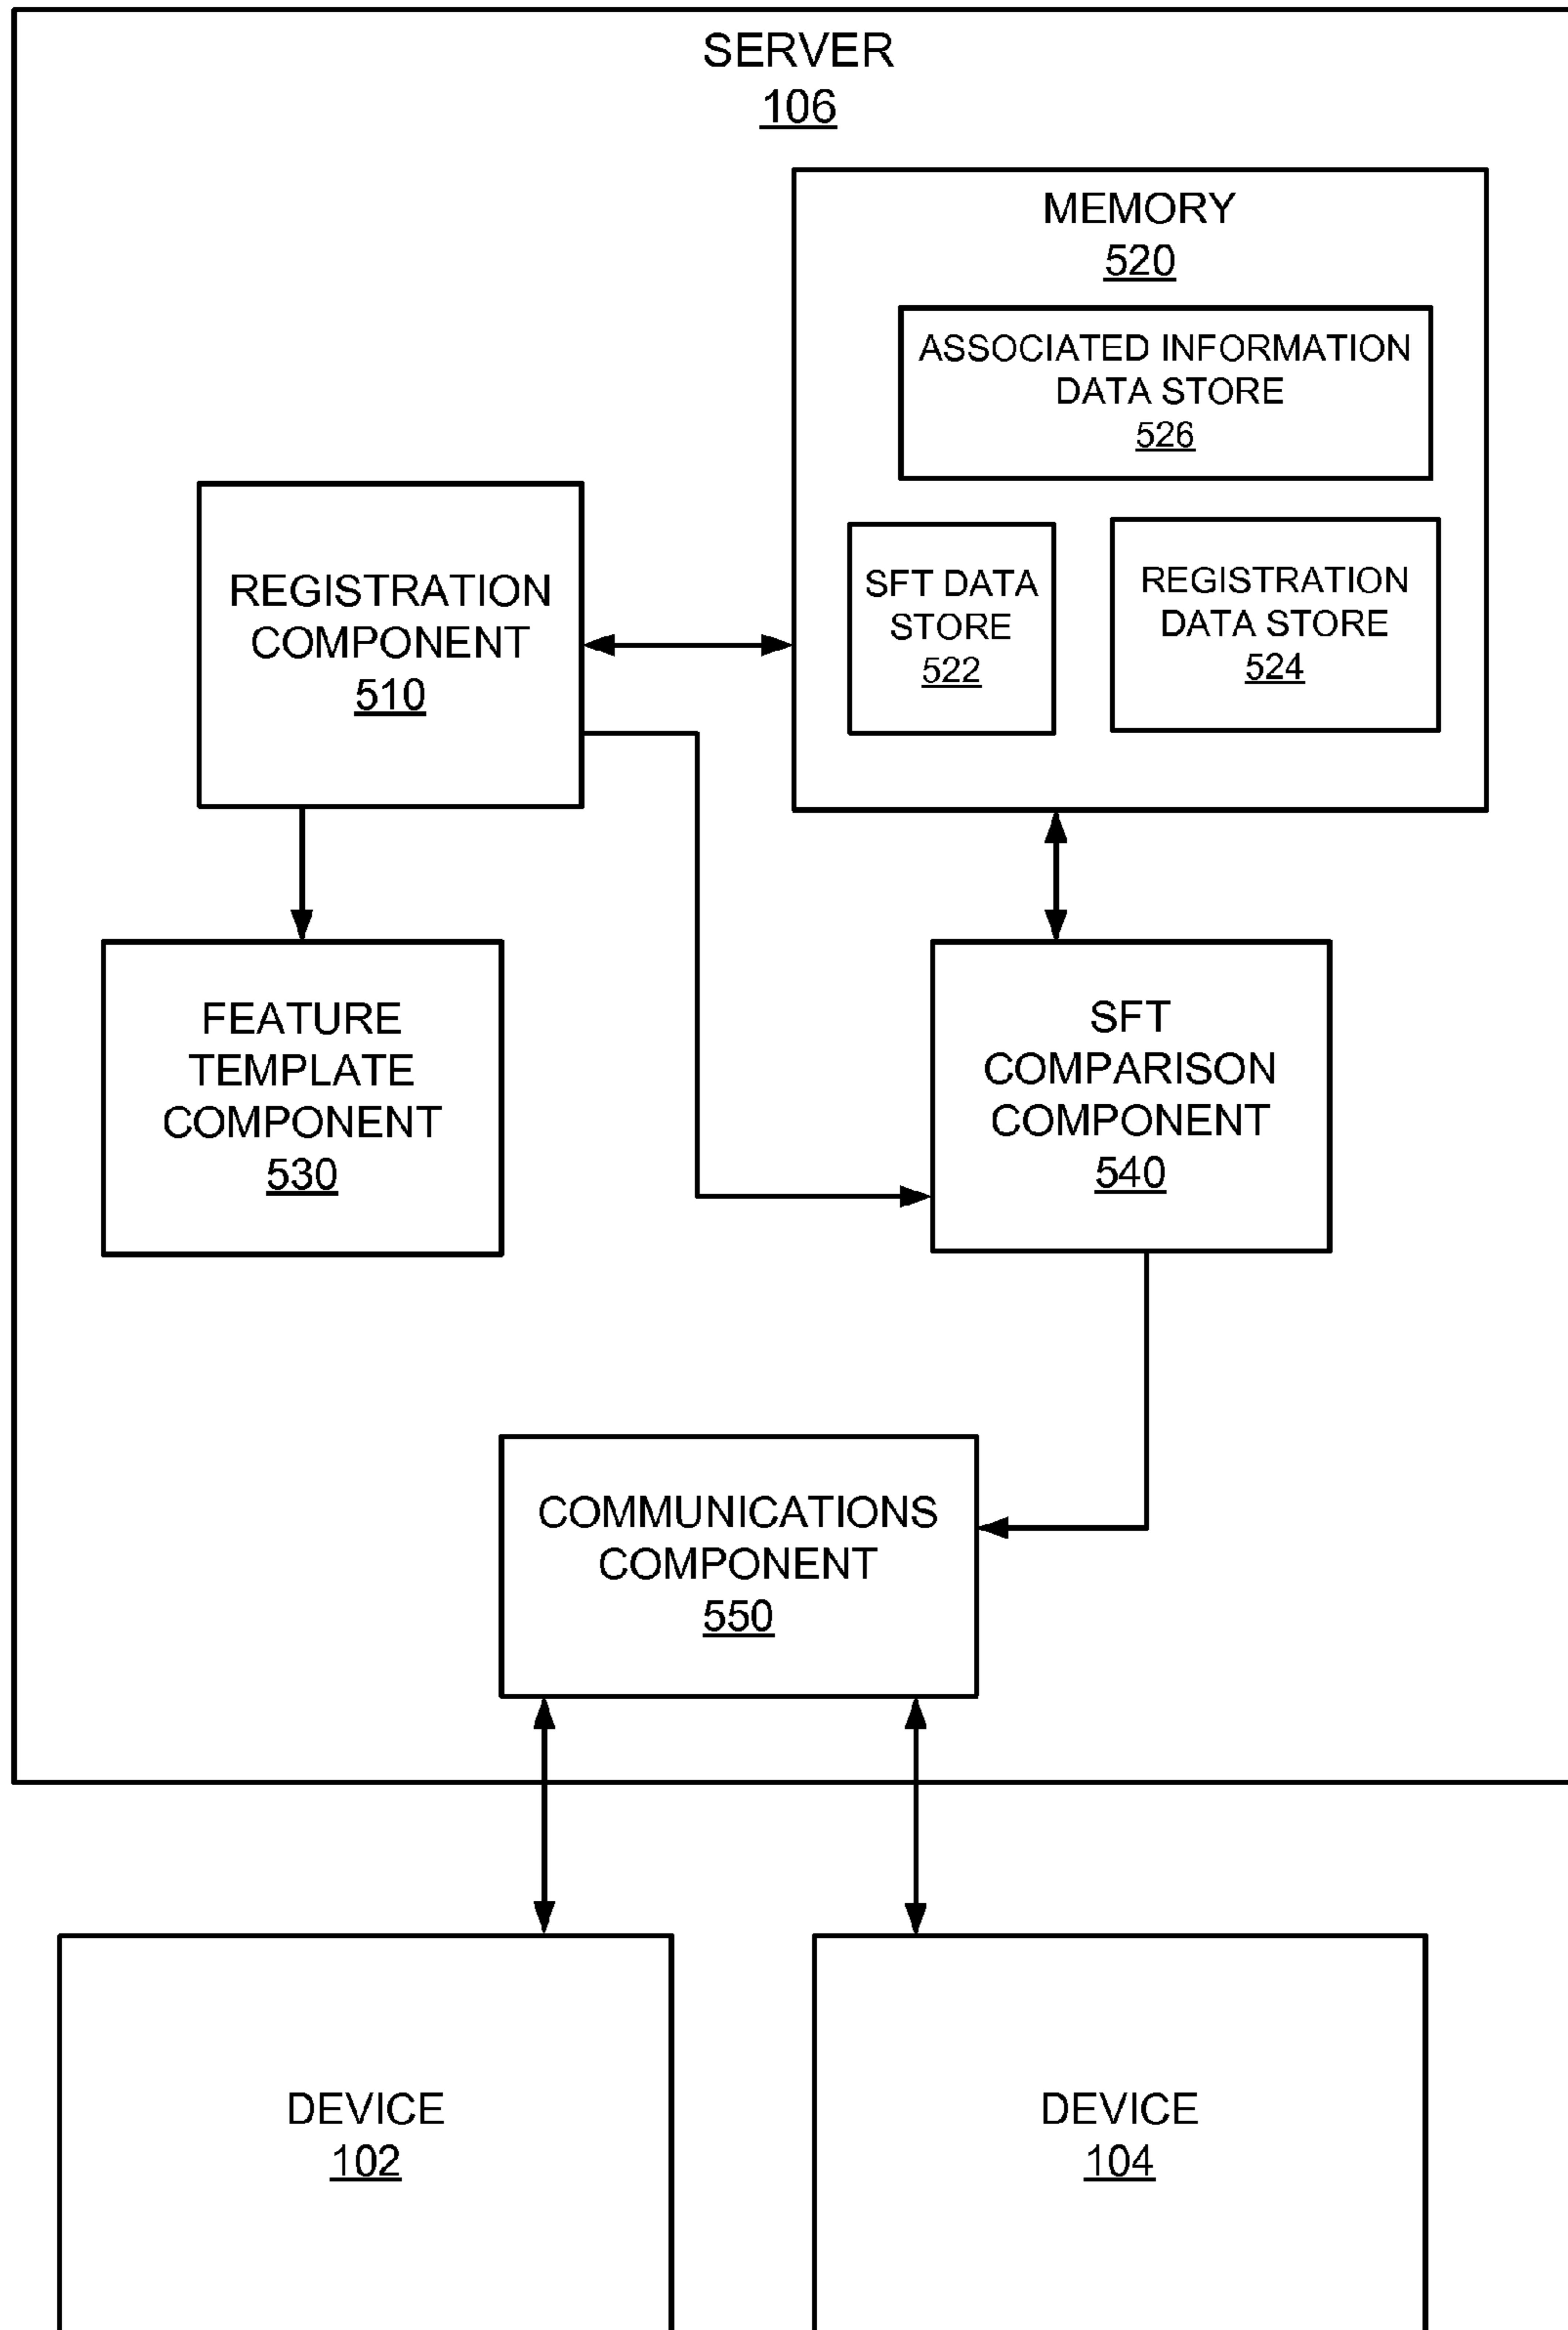 SERVER
106
MEMORY
520
ASSOCIATED INFORMATION
DATA STORE
526
SFT DATA
STORE
522
REGISTRATION
DATA STORE
524
REGISTRATION
COMPONENT
510
FEATURE
TEMPLATE
COMPONENT
530
SFT
COMPARISON
COMPONENT
540
COMMUNICATIONS
COMPONENT
550
DEVICE
102
DEVICE
104